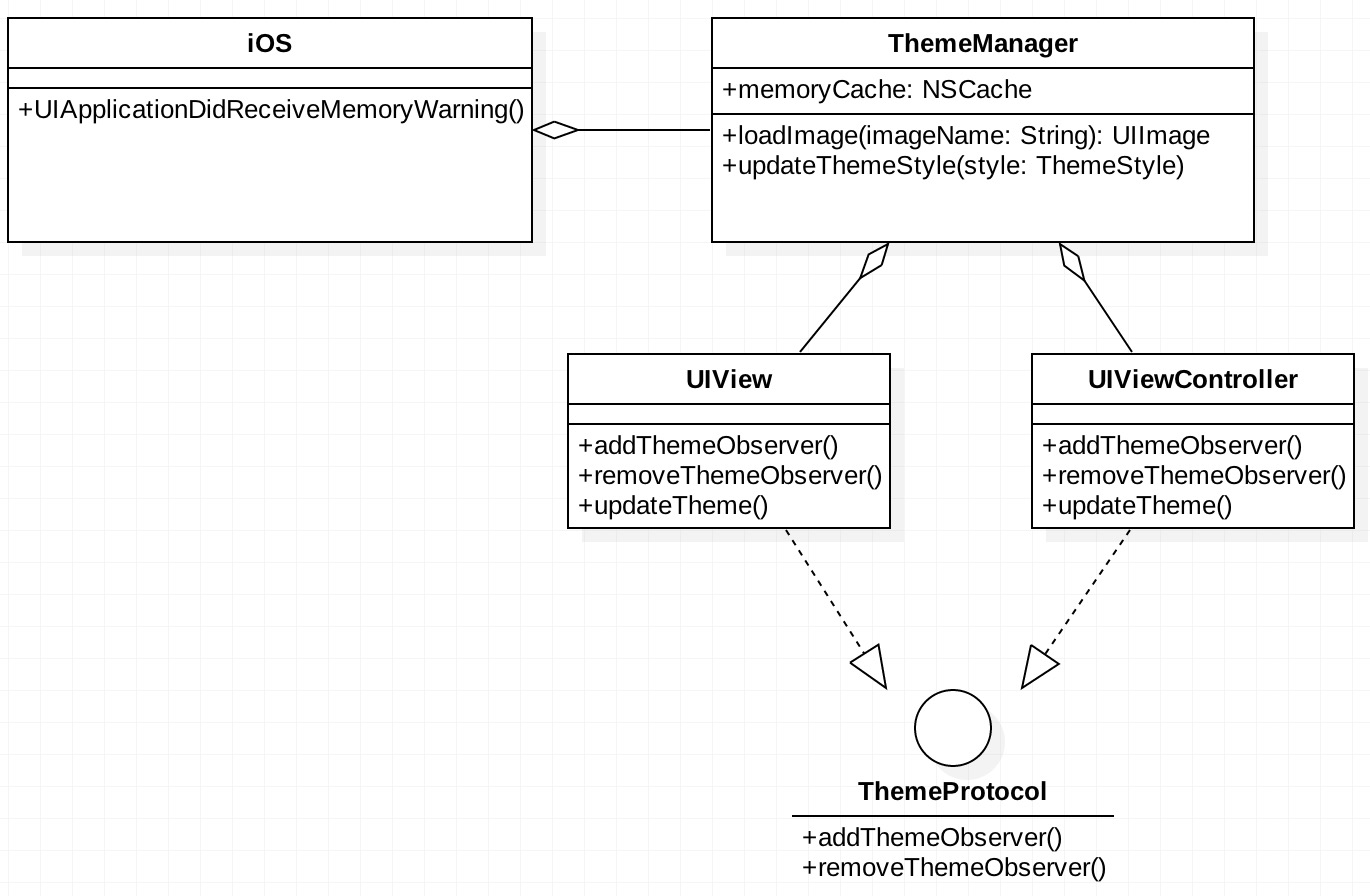 iOS
+UIApplicationDidReceiveMemoryWarning()
ThemeManager
+memoryCache: NSCache
+loadImage(imageName: String): UIImage
+updateThemeStyle(style: ThemeStyle)
UIView
+addThemeObserver()
+removeThemeObserver()
+updateTheme()
UIViewController
+addThemeObserver()
+removeThemeObserver()
+updateTheme()
ThemeProtocol
+addThemeObserver()
+removeThemeObserver()